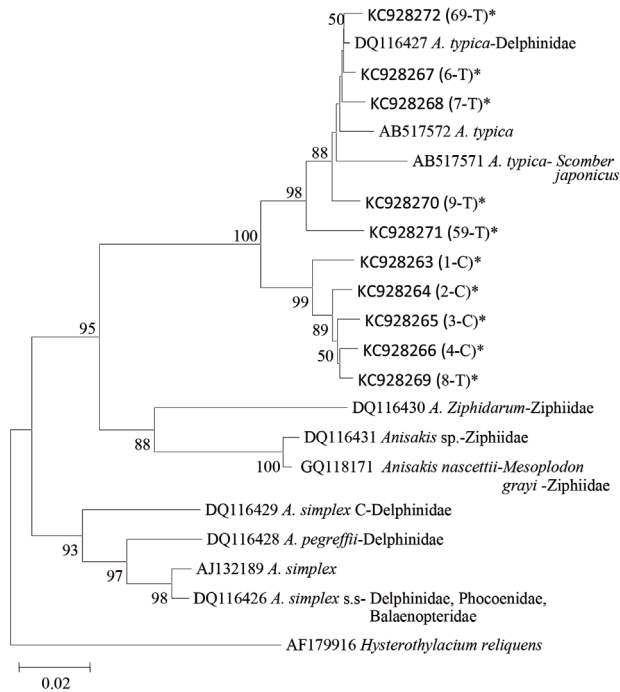 50
KC928272 (69-T)*
DQ116427 A. typica-Delphinidae
KC928267 (6-T)*
KC928268 (7-T)*
AB517572 A. typica
88
AB517571 A. typica- Scomber
japonicus
98
KC928270 (9-T)*
KC928271 (59-T)*
100
KC928263 (1-C)*
99
KC928264 (2-C)*
89
KC928265 (3-C)*
50
KC928266 (4-C)*
KC928269 (8-T)*
95
DQ116430 A. Ziphidarum-Ziphiidae
88
DQ116431 Anisakis sp.-Ziphiidae
100
GQ118171 Anisakis nascettii-Mesoplodon
grayi -Ziphiidae
DQ116429 A. simplex C-Delphinidae
93
DQ116428 A. pegreffii-Delphinidae
97
AJ132189 A. simplex
98
DQ116426 A. simplex s.s- Delphinidae, Phocoenidae,
Balaenopteridae
AF179916 Hysterothylacium reliquens
0.02